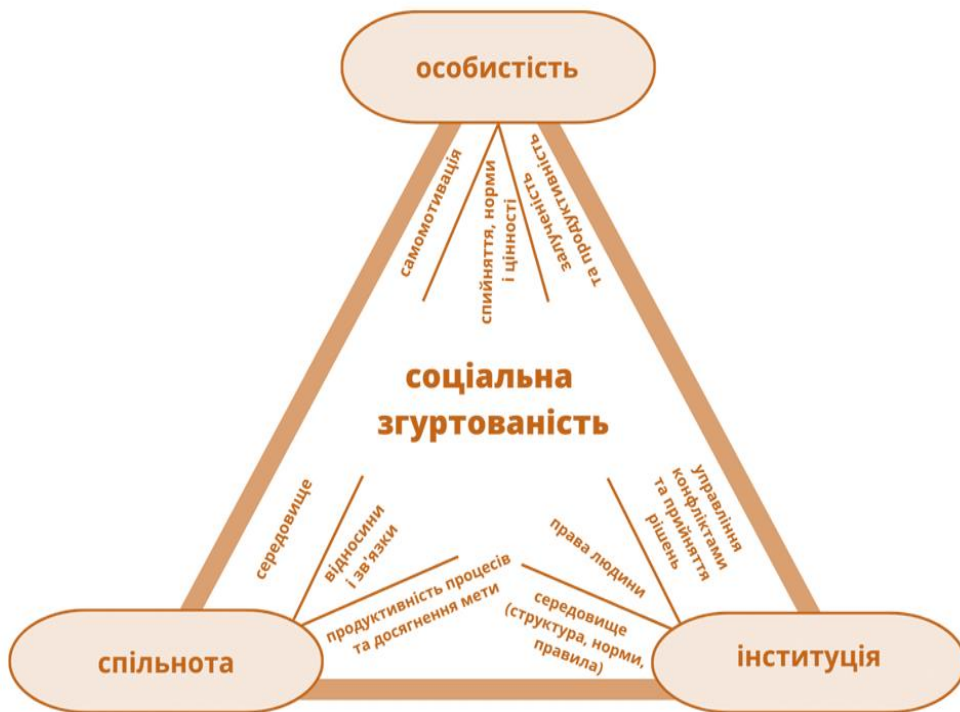 особистість
самомотивація
спийняття, норми
і цінності
залученість
та продуктивність
соціальна
згуртованість
середовище
відносини
і зв'язки
продуктивність процесів
та досягнення мети
управління
конфліктами
та прийняття
рішень
права людини
середовище
(структура, норми,
правила)
спільнота
інституція